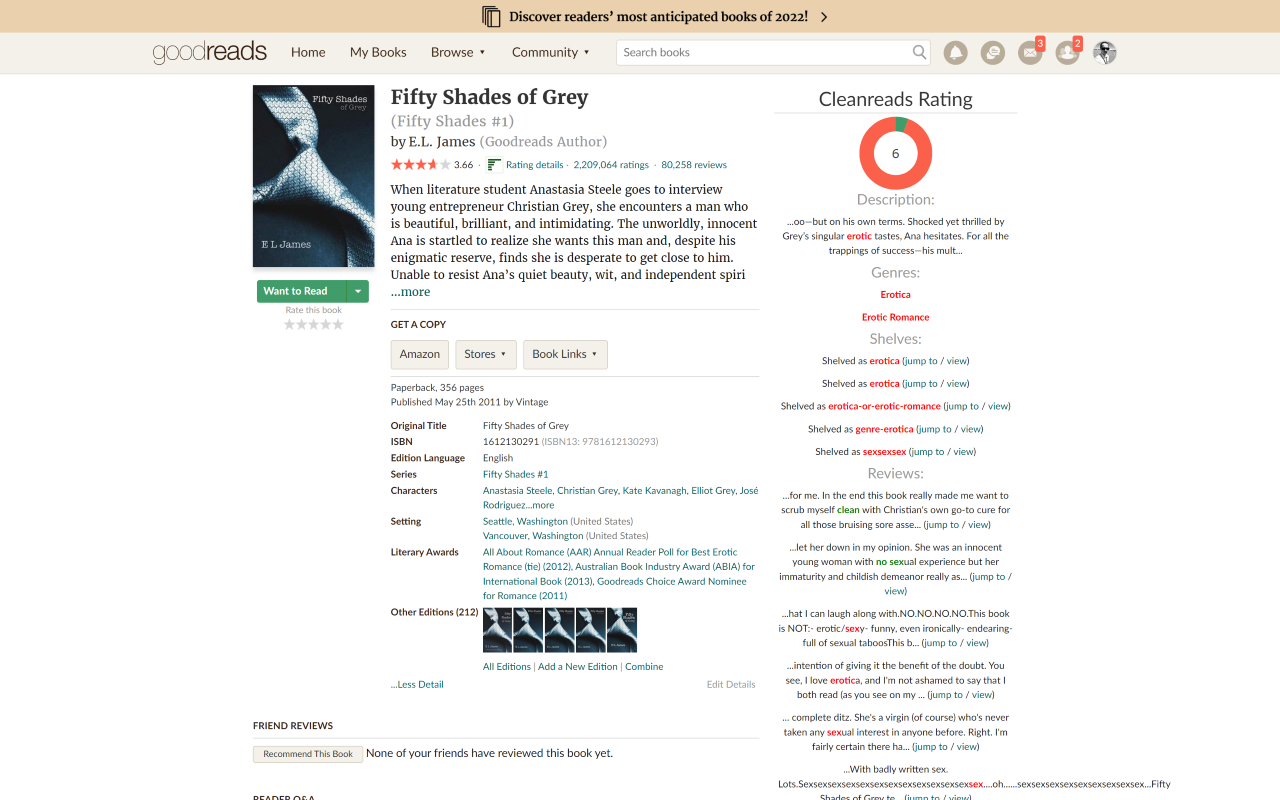 Discover readers’ most anticipated books of 2022!
goodreads
Home
My Books
Browse
Community
Search books
3
2
Fifty Shades
of Grey
E L James
Want to Read
Rate this book
Fifty Shades of Grey
(Fifty Shades #1)
by E.L. James (Goodreads Author)
3.66 · Rating details · 2,209,064 ratings · 80,258 reviews
When literature student Anastasia Steele goes to interview
young entrepreneur Christian Grey, she encounters a man who
is beautiful, brilliant, and intimidating. The unworldly, innocent
Ana is startled to realize she wants this man and, despite his
enigmatic reserve, finds she is desperate to get close to him.
Unable to resist Ana’s quiet beauty, wit, and independent spiri
...more
GET A COPY
Amazon
Stores
Book Links
Paperback, 356 pages
Published May 25th 2011 by Vintage
Original Title Fifty Shades of Grey
ISBN 1612130291 (ISBN13: 9781612130293)
Edition Language English
Series Fifty Shades #1
Characters Anastasia Steele, Christian Grey, Kate Kavanagh, Elliot Grey, José
Rodriguez...more
Setting Seattle, Washington (United States)
Vancouver, Washington (United States)
Literary Awards All About Romance (AAR) Annual Reader Poll for Best Erotic
Romance (tie) (2012), Australian Book Industry Award (ABIA) for
International Book (2013), Goodreads Choice Award Nominee
for Romance (2011)
Other Editions (212)
All Editions | Add a New Edition | Combine
...Less Detail
Edit Details
FRIEND REVIEWS
Recommend This Book None of your friends have reviewed this book yet.
READER Q&A
Cleanreads Rating
6
Description:
...oo—but on his own terms. Shocked yet thrilled by
Grey’s singular erotic tastes, Ana hesitates. For all the
trappings of success—his mult...
Genres:
Erotica
Erotic Romance
Shelves:
Shelved as erotica (jump to / view)
Shelved as erotica (jump to / view)
Shelved as erotica-or-erotic-romance (jump to / view)
Shelved as genre-erotica (jump to / view)
Shelved as sexsexsex (jump to / view)
Reviews:
...for me. In the end this book really made me want to
scrub myself clean with Christian's own go-to cure for
all those bruising sore asse... (jump to / view)
...let her down in my opinion. She was an innocent
young woman with no sexual experience but her
immaturity and childish demeanor really as... (jump to /
view)
...hat I can laugh along with.NO.NO.NO.NO.This book
is NOT:- erotic/sexy- funny, even ironically- endearing-
full of sexual taboosThis b... (jump to / view)
...intention of giving it the benefit of the doubt. You
see, I love erotica, and I'm not ashamed to say that I
both read (as you see on my ... (jump to / view)
... complete ditz. She's a virgin (of course) who's never
taken any sexual interest in anyone before. Right. I'm
fairly certain there ha... (jump to / view)
...With badly written sex.
Lots.Sexsexsexsexsexsexsexsexsexsexsexsex....oh......sexsexsexsexsexsexsexsex...Fifty
Shades of Grey te... (jump to / view)